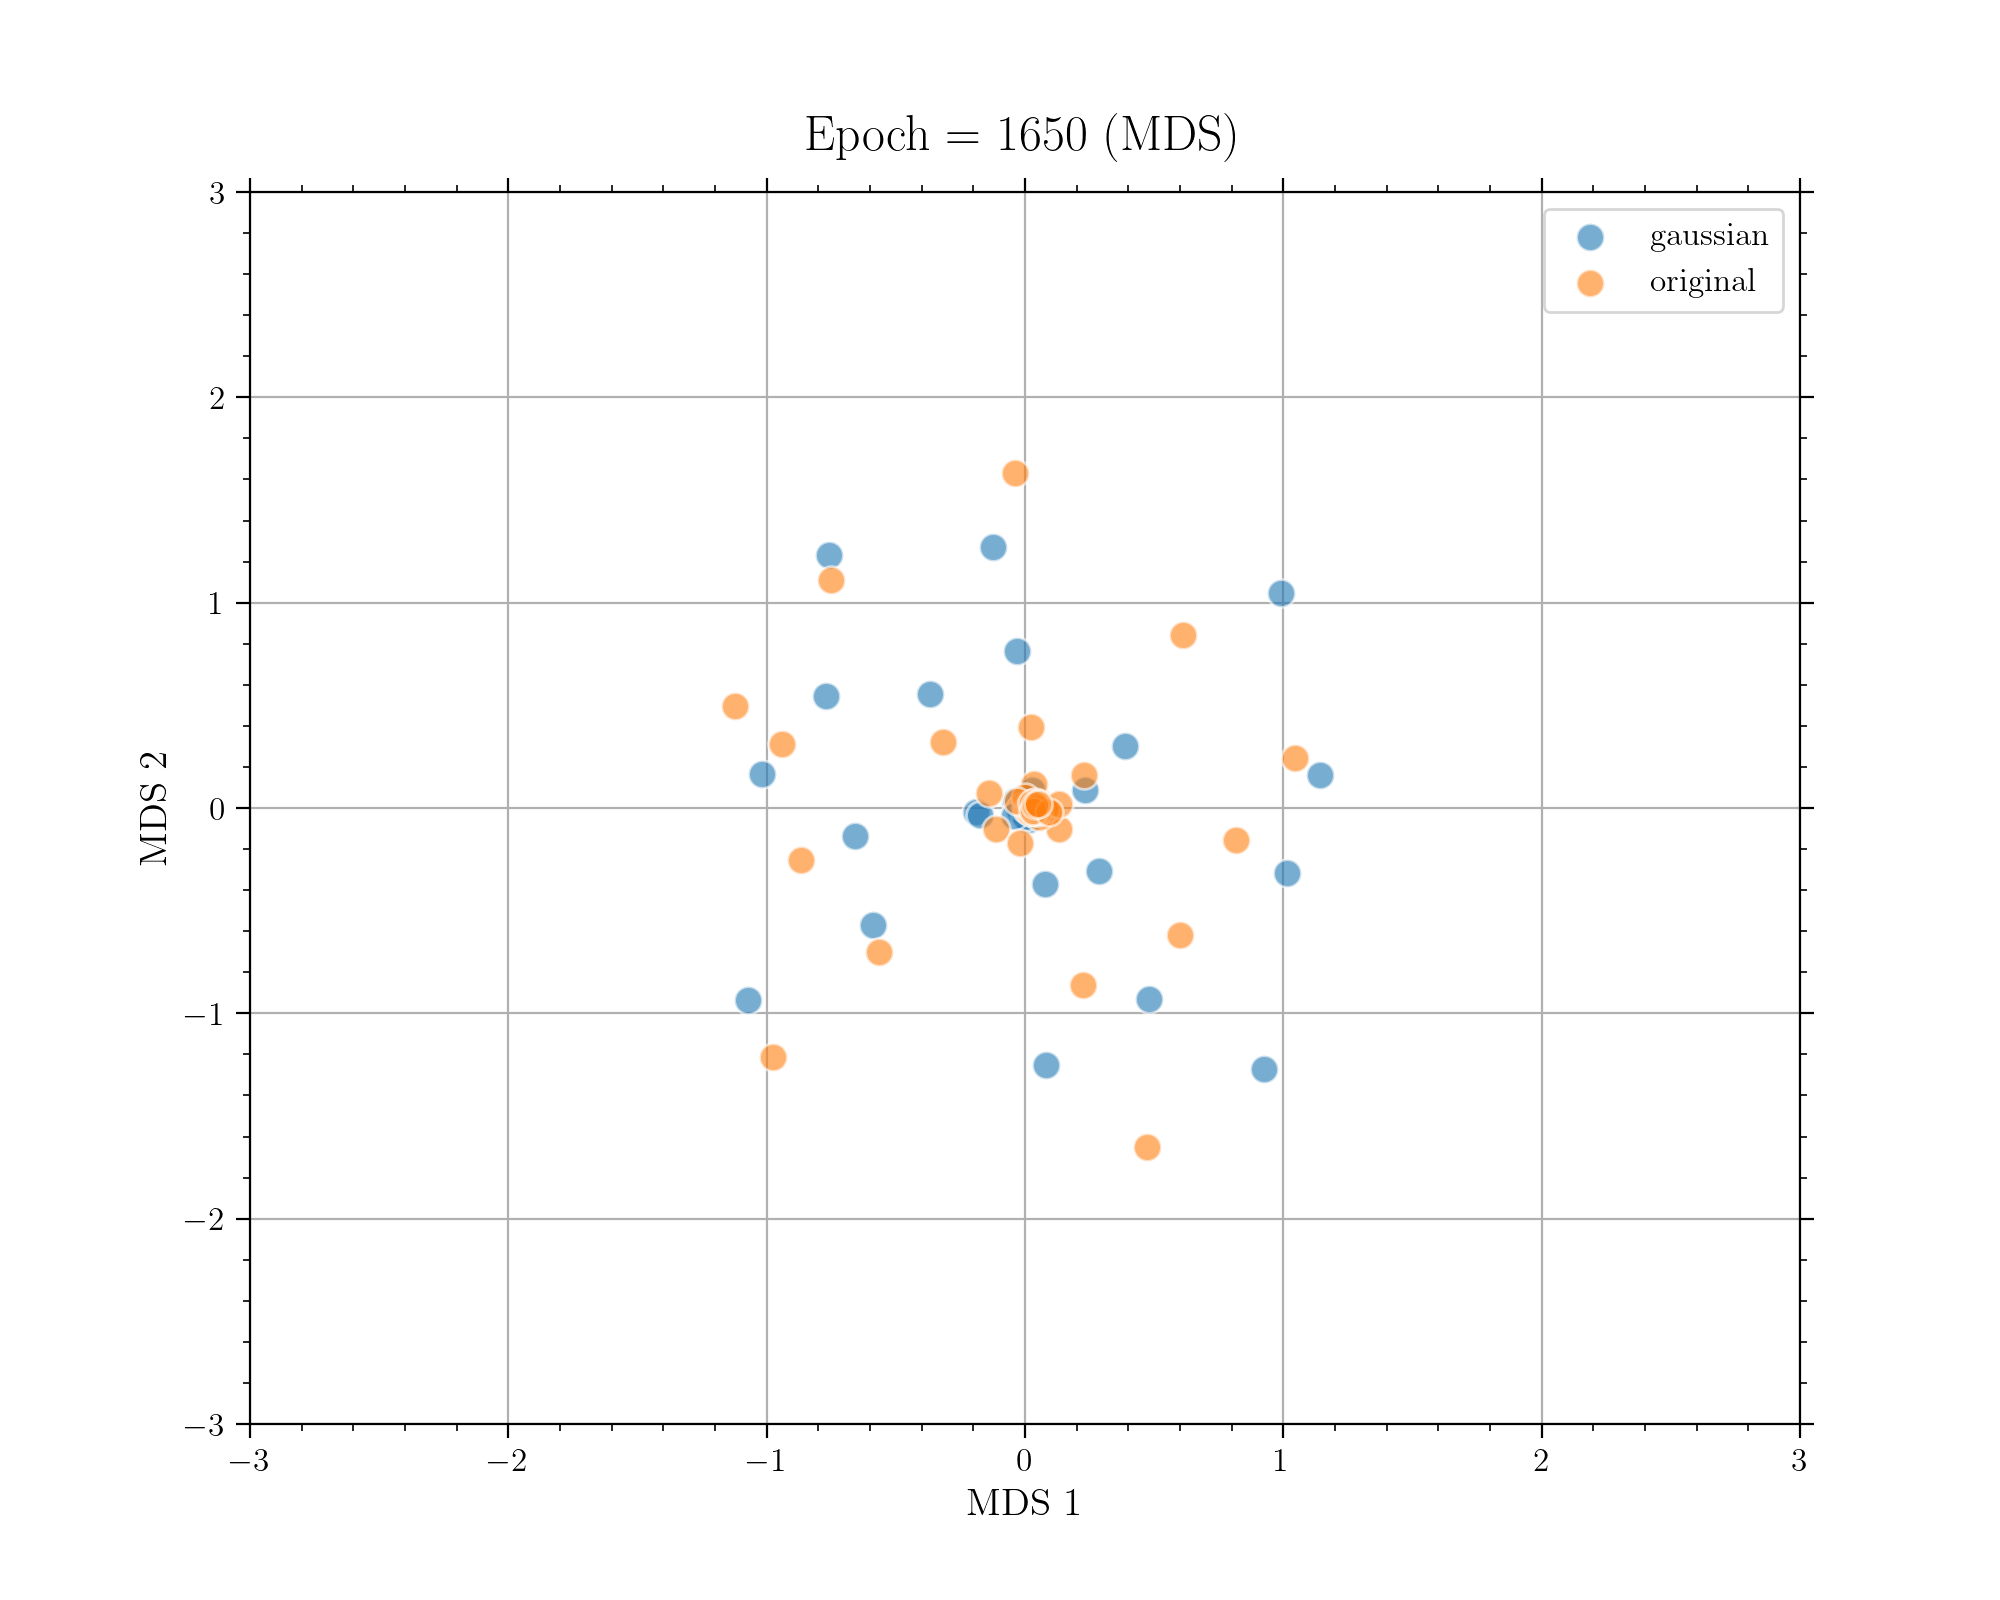 Epoch = 1650 (MDS)
gaussian
original
3
2
1
0
−1
−2
−3
MDS 2
−3 −2 −1 0 1 2 3
MDS 1